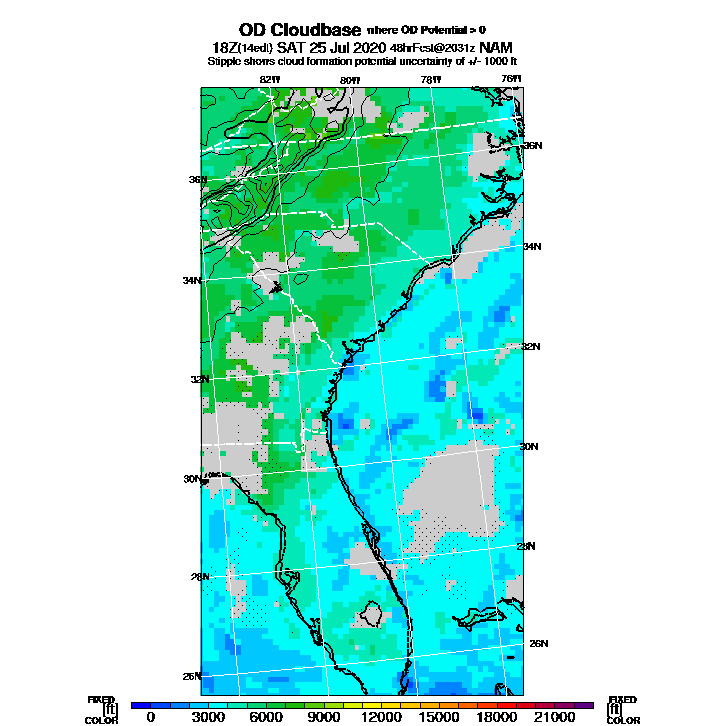 OD Cloudbase where OD Potential > 0
18Z(14edt) SAT 25 Jul 2020 48hrFcst@2031z NAM
Stipple shows cloud formation potential uncertainty of +/- 1000 ft
82W 80W 78W 76W
36N
36N
34N
34N
32N
32N
30N
30N
28N
28N
26N
26N
FIXED FIXED
[ft] [ft]
COLOR 0 3000 6000 9000 12000 15000 18000 21000 COLOR